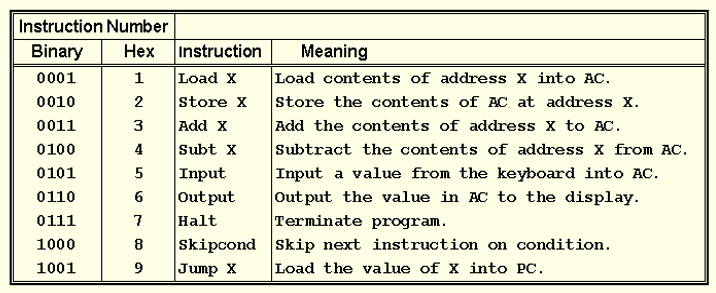 Instruction Number
Binary Hex Instruction Meaning
0001 1 Load X Load contents of address X into AC.
0010 2 Store X Store the contents of AC at address X.
0011 3 Add X Add the contents of address X to AC.
0100 4 Subt X Subtract the contents of address X from AC.
0101 5 Input Input a value from the keyboard into AC.
0110 6 Output Output the value in AC to the display.
0111 7 Halt Terminate program.
1000 8 Skipcond Skip next instruction on condition.
1001 9 Jump X Load the value of X into PC.